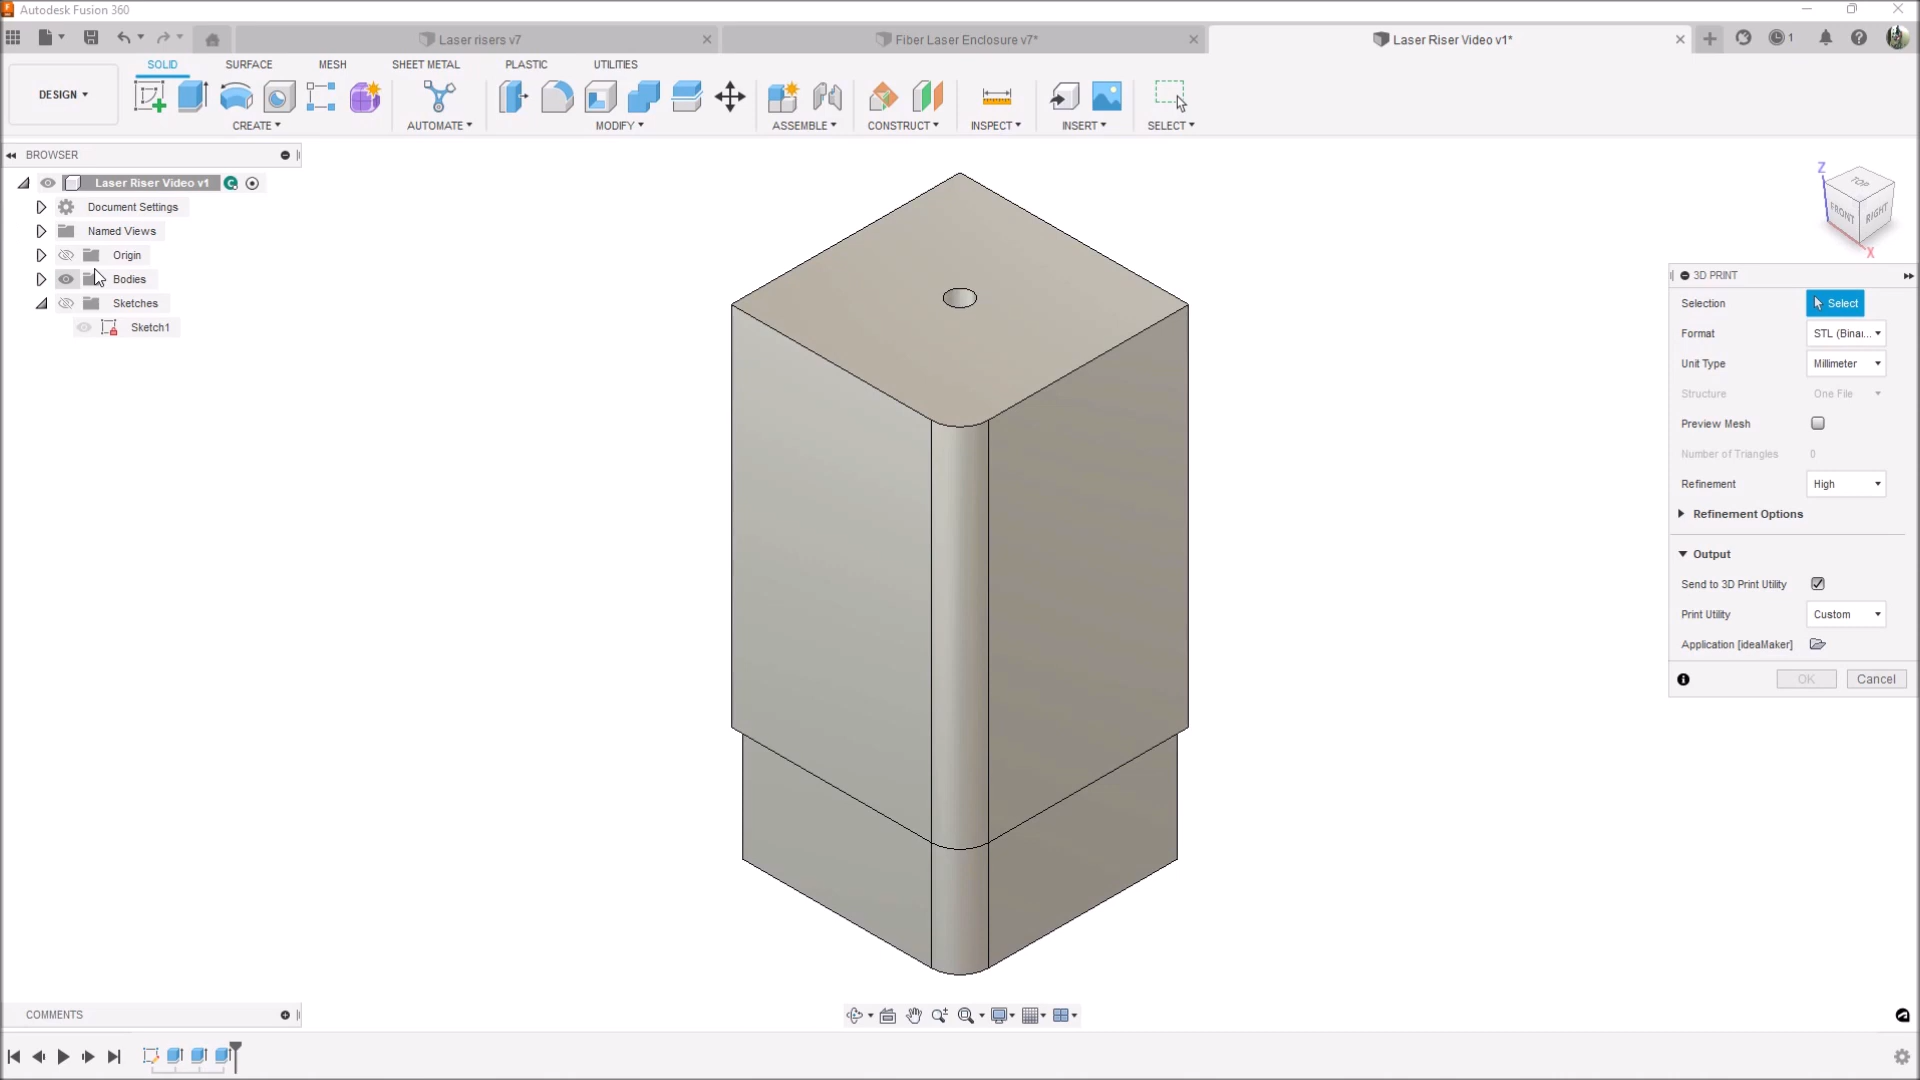 Autodesk Fusion 360
Laser risers v7
Fiber Laser Enclosure v7*
Laser Riser Video v1*
1
DESIGN
SOLID
SURFACE
MESH
SHEET METAL
PLASTIC
UTILITIES
CREATE
AUTOMATE
MODIFY
ASSEMBLE
CONSTRUCT
INSPECT
INSERT
SELECT
BROWSER
Laser Riser Video v1
Document Settings
Named Views
Origin
Bodies
Sketches
Sketch1
Z
TOP
FRONT
RIGHT
X
3D PRINT
Selection
Select
Format
STL (Binar...
Unit Type
Millimeter
Structure
One File
Preview Mesh
Number of Triangles
0
Refinement
High
Refinement Options
Output
Send to 3D Print Utility
Print Utility
Custom
Application [ideaMaker]
OK
Cancel
COMMENTS